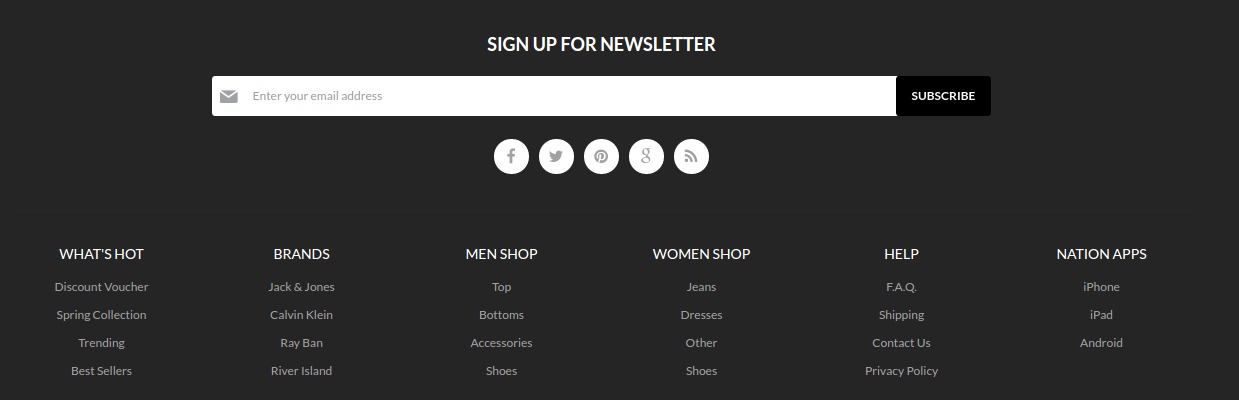 SIGN UP FOR NEWSLETTER
Enter your email address
SUBSCRIBE
WHAT'S HOT
Discount Voucher
Spring Collection
Trending
Best Sellers
BRANDS
Jack & Jones
Calvin Klein
Ray Ban
River Island
MEN SHOP
Top
Bottoms
Accessories
Shoes
WOMEN SHOP
Jeans
Dresses
Other
Shoes
HELP
F.A.Q.
Shipping
Contact Us
Privacy Policy
NATION APPS
iPhone
iPad
Android